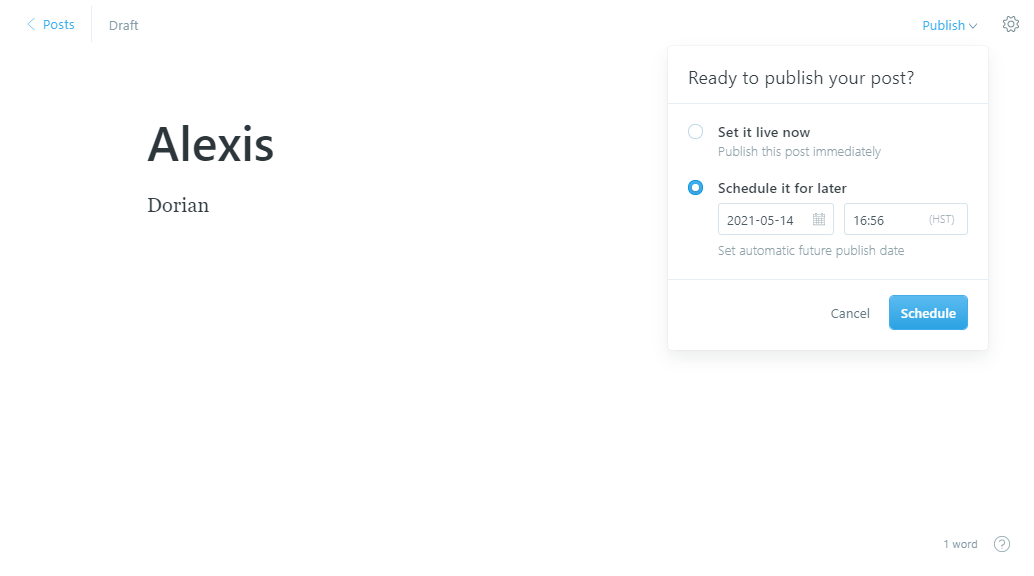 Posts
Draft
Publish
Ready to publish your post?
Alexis
Set it live now
Publish this post immediately
Schedule it for later
Dorian
2021-05-14
16:56
(HST)
Set automatic future publish date
Cancel
Schedule
1 word
?